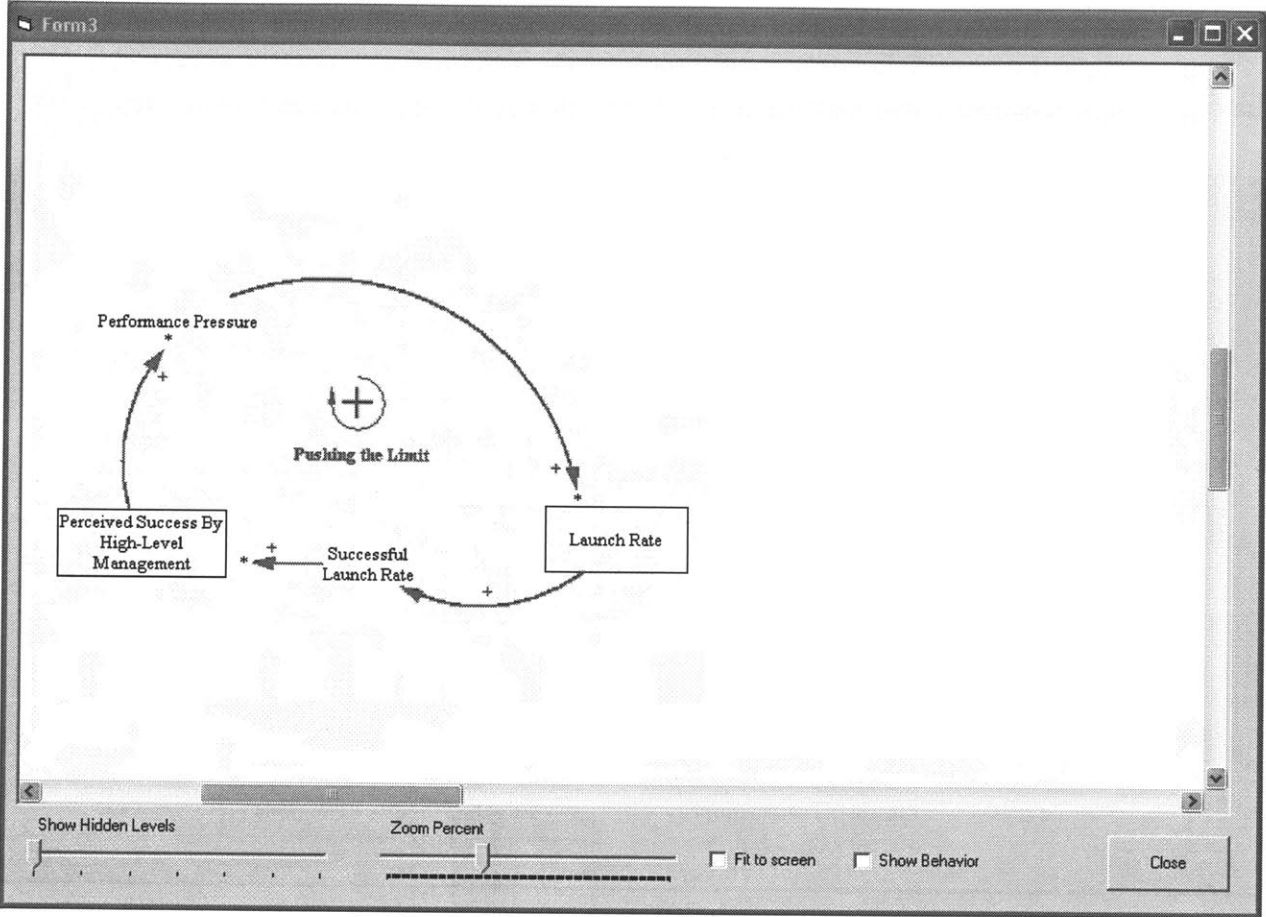 Form3
Performance Pressure
*
+
+
Pushing the Limit
+
*
Perceived Success By
High-Level
Management
*
+
Successful
Launch Rate
+
Launch Rate
Show Hidden Levels
Zoom Percent
Fit to screen
Show Behavior
Close